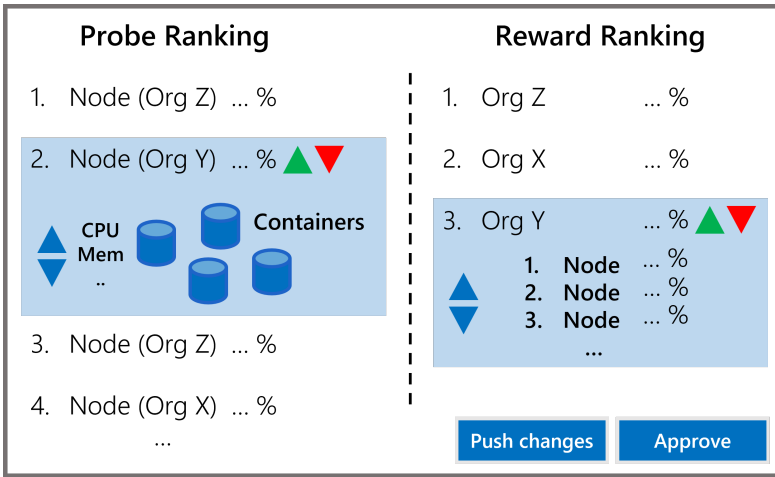 Probe Ranking
1. Node (Org Z) ... %
2. Node (Org Y) ... %
CPU
Mem
..
Containers
3. Node (Org Z) ... %
4. Node (Org X) ... %
...
Reward Ranking
1. Org Z ... %
2. Org X ... %
3. Org Y ... %
1. Node ... %
2. Node ... %
3. Node ... %
...
Push changes
Approve